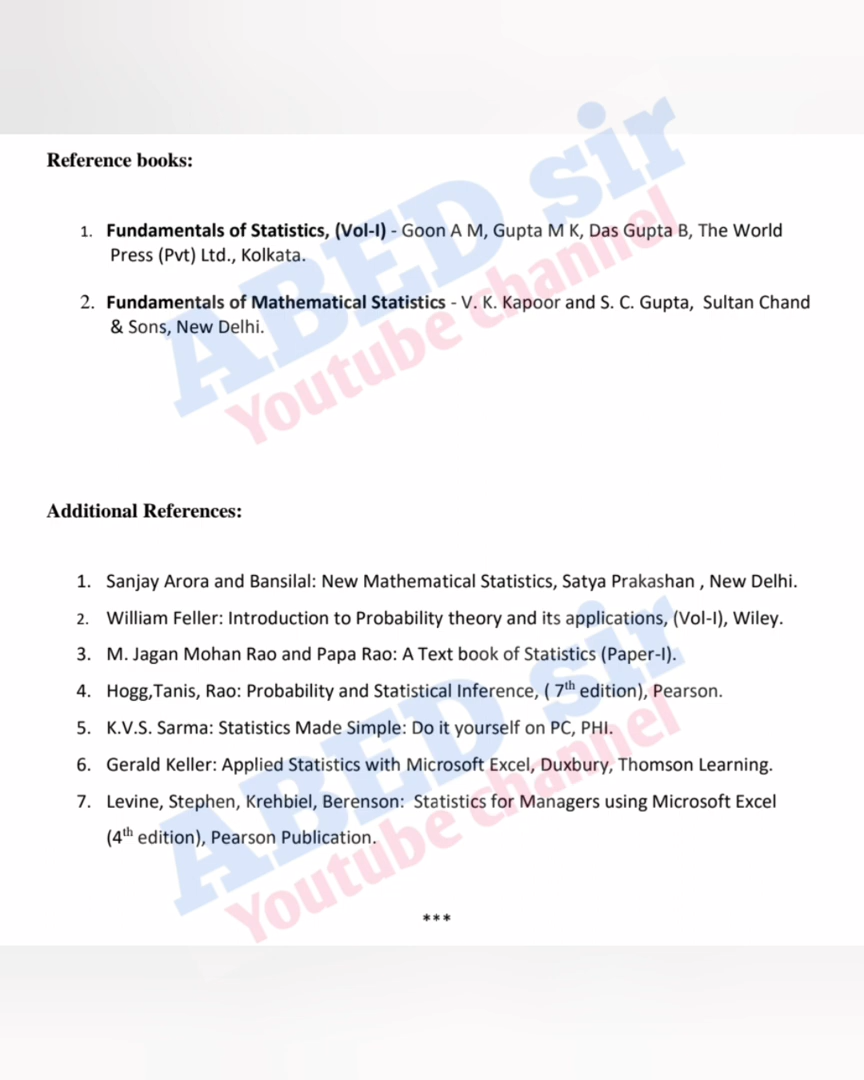 Reference books:
1. Fundamentals of Statistics, (Vol-I) - Goon A M, Gupta M K, Das Gupta B, The World
Press (Pvt) Ltd., Kolkata.
2. Fundamentals of Mathematical Statistics - V. K. Kapoor and S. C. Gupta, Sultan Chand
& Sons, New Delhi.
ABED sir
Youtube channel
Additional References:
1. Sanjay Arora and Bansilal: New Mathematical Statistics, Satya Prakashan , New Delhi.
2. William Feller: Introduction to Probability theory and its applications, (Vol-I), Wiley.
3. M. Jagan Mohan Rao and Papa Rao: A Text book of Statistics (Paper-I).
4. Hogg,Tanis, Rao: Probability and Statistical Inference, ( 7th edition), Pearson.
5. K.V.S. Sarma: Statistics Made Simple: Do it yourself on PC, PHI.
6. Gerald Keller: Applied Statistics with Microsoft Excel, Duxbury, Thomson Learning.
7. Levine, Stephen, Krehbiel, Berenson: Statistics for Managers using Microsoft Excel
(4th edition), Pearson Publication.
ABED sir
Youtube channel
***